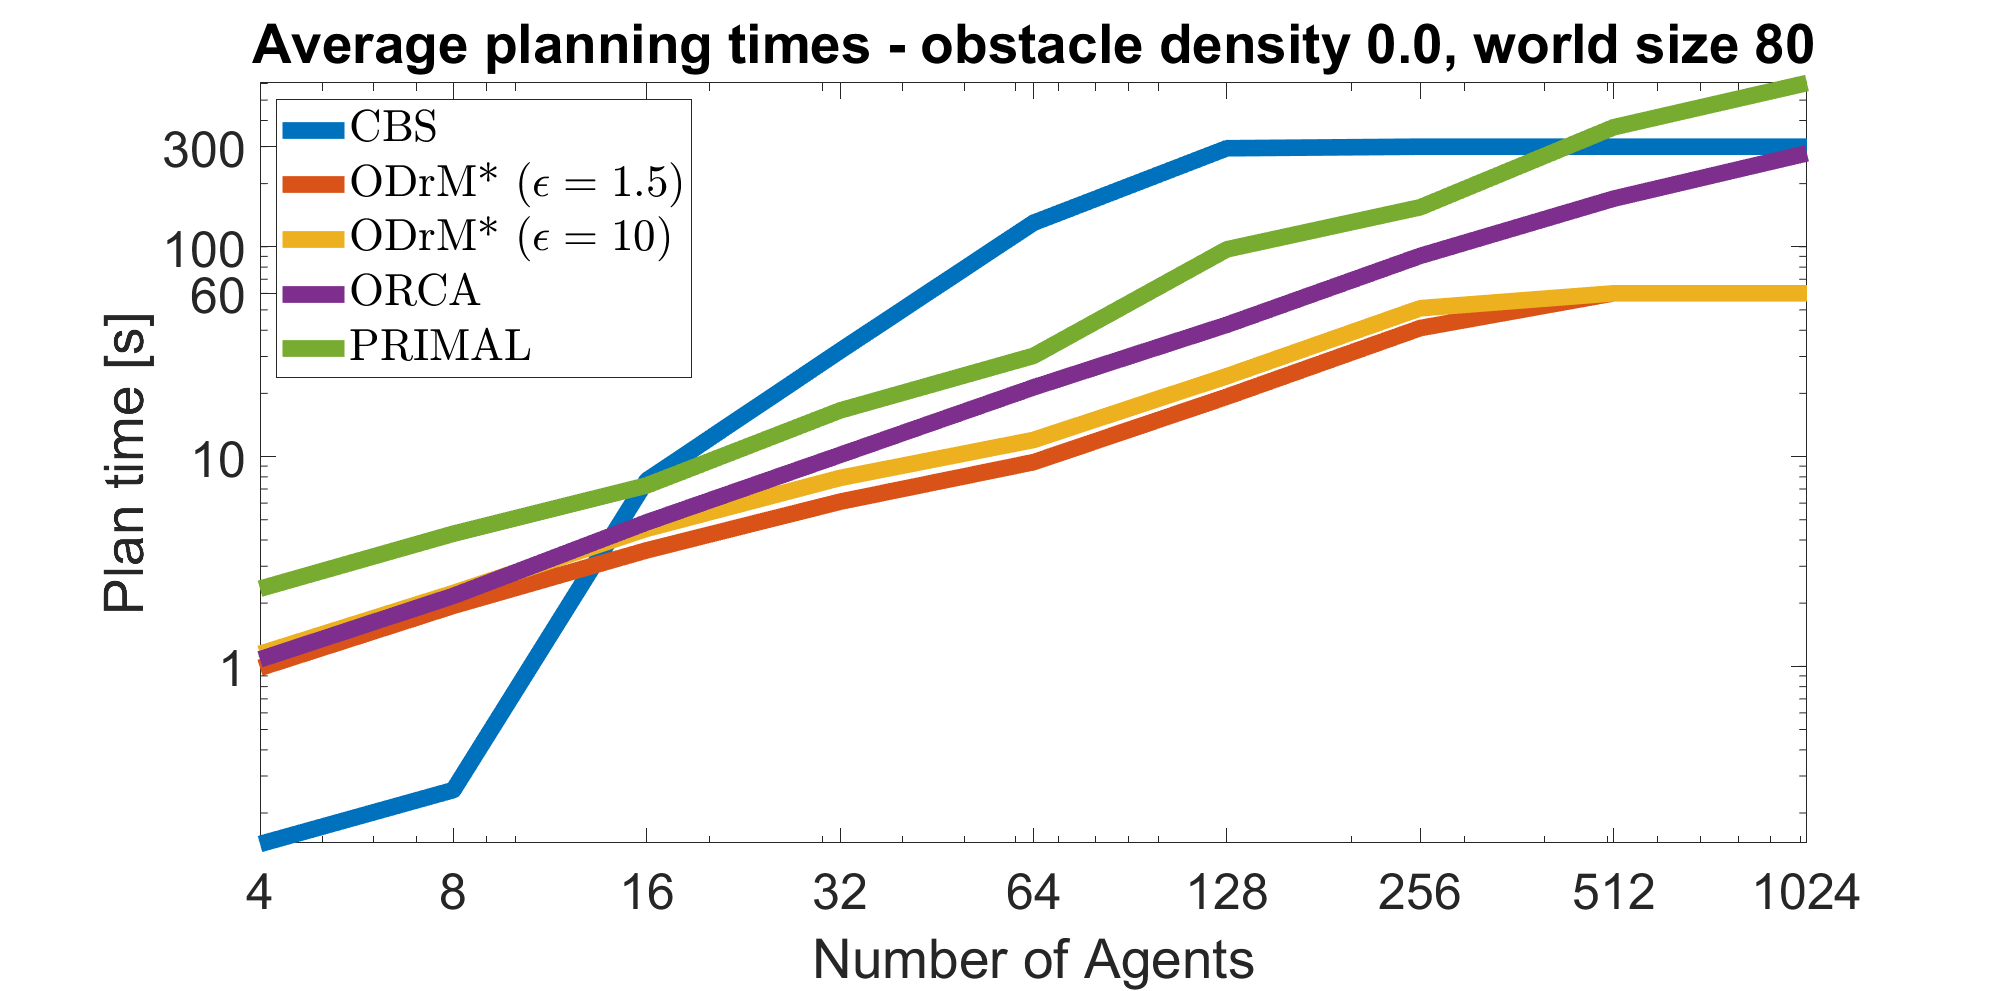 Average planning times - obstacle density 0.0, world size 80
CBS
ODrM* (ϵ = 1.5)
ODrM* (ϵ = 10)
ORCA
PRIMAL
300
100
60
10
1
Plan time [s]
4 8 16 32 64 128 256 512 1024
Number of Agents